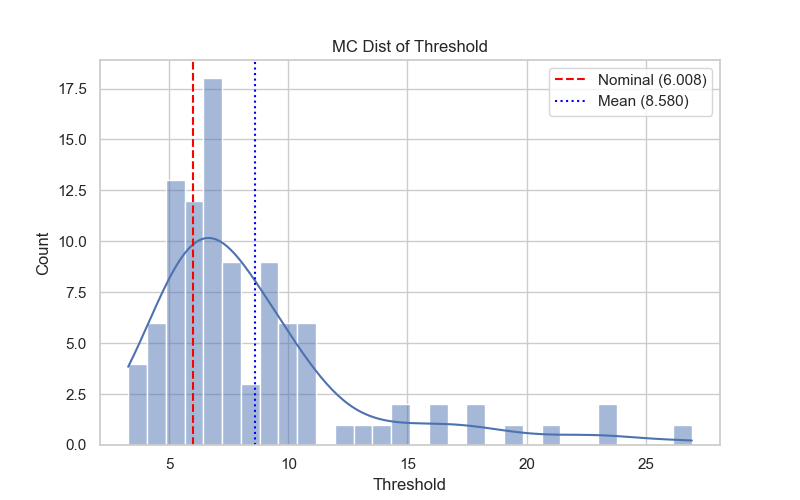 MC Dist of Threshold
Nominal (6.008)
Mean (8.580)
17.5
15.0
12.5
10.0
7.5
5.0
2.5
0.0
Count
5 10 15 20 25
Threshold